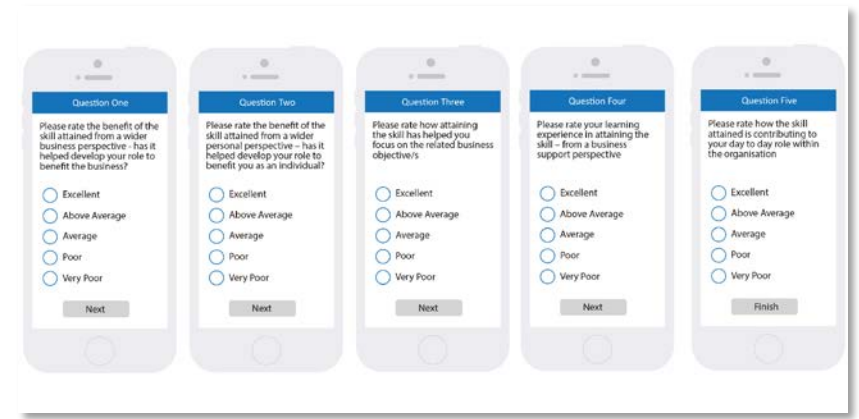 Question One
Please rate the benefit of the
skill attained from a wider
business perspective - has it
helped develop your role to
benefit the business?
Excellent
Above Average
Average
Poor
Very Poor
Next
Question Two
Please rate the benefit of the
skill attained from a wider
personal perspective – has it
helped develop your role to
benefit you as an individual?
Excellent
Above Average
Average
Poor
Very Poor
Next
Question Three
Please rate how attaining
the skill has helped you
focus on the related business
objective/s
Excellent
Above Average
Average
Poor
Very Poor
Next
Question Four
Please rate your learning
experience in attaining the
skill – from a business
support perspective
Excellent
Above Average
Average
Poor
Very Poor
Next
Question Five
Please rate how the skill
attained is contributing to
your day to day role within
the organisation
Excellent
Above Average
Average
Poor
Very Poor
Finish